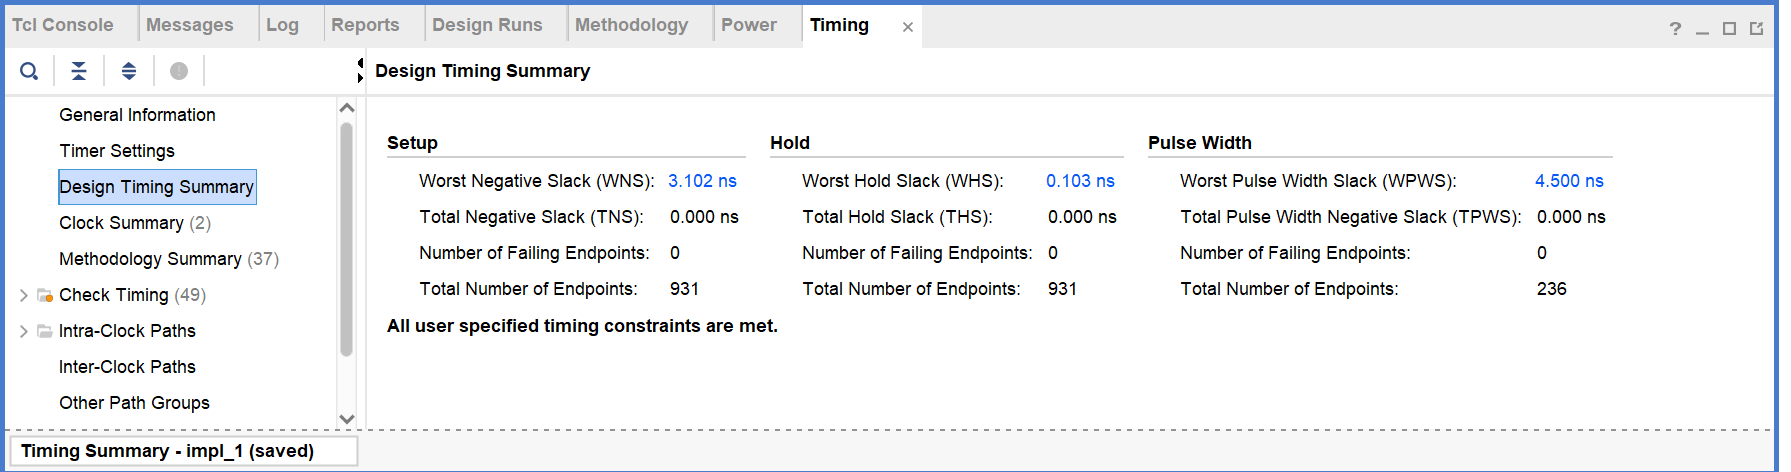 Tcl Console Messages Log Reports Design Runs Methodology Power Timing × ? _
Design Timing Summary
General Information
Timer Settings
Design Timing Summary
Clock Summary (2)
Methodology Summary (37)
Check Timing (49)
Intra-Clock Paths
Inter-Clock Paths
Other Path Groups
Setup Hold Pulse Width
Worst Negative Slack (WNS): 3.102 ns Worst Hold Slack (WHS): 0.103 ns Worst Pulse Width Slack (WPWS): 4.500 ns
Total Negative Slack (TNS): 0.000 ns Total Hold Slack (THS): 0.000 ns Total Pulse Width Negative Slack (TPWS): 0.000 ns
Number of Failing Endpoints: 0 Number of Failing Endpoints: 0 Number of Failing Endpoints: 0
Total Number of Endpoints: 931 Total Number of Endpoints: 931 Total Number of Endpoints: 236
All user specified timing constraints are met.
Timing Summary - impl_1 (saved)